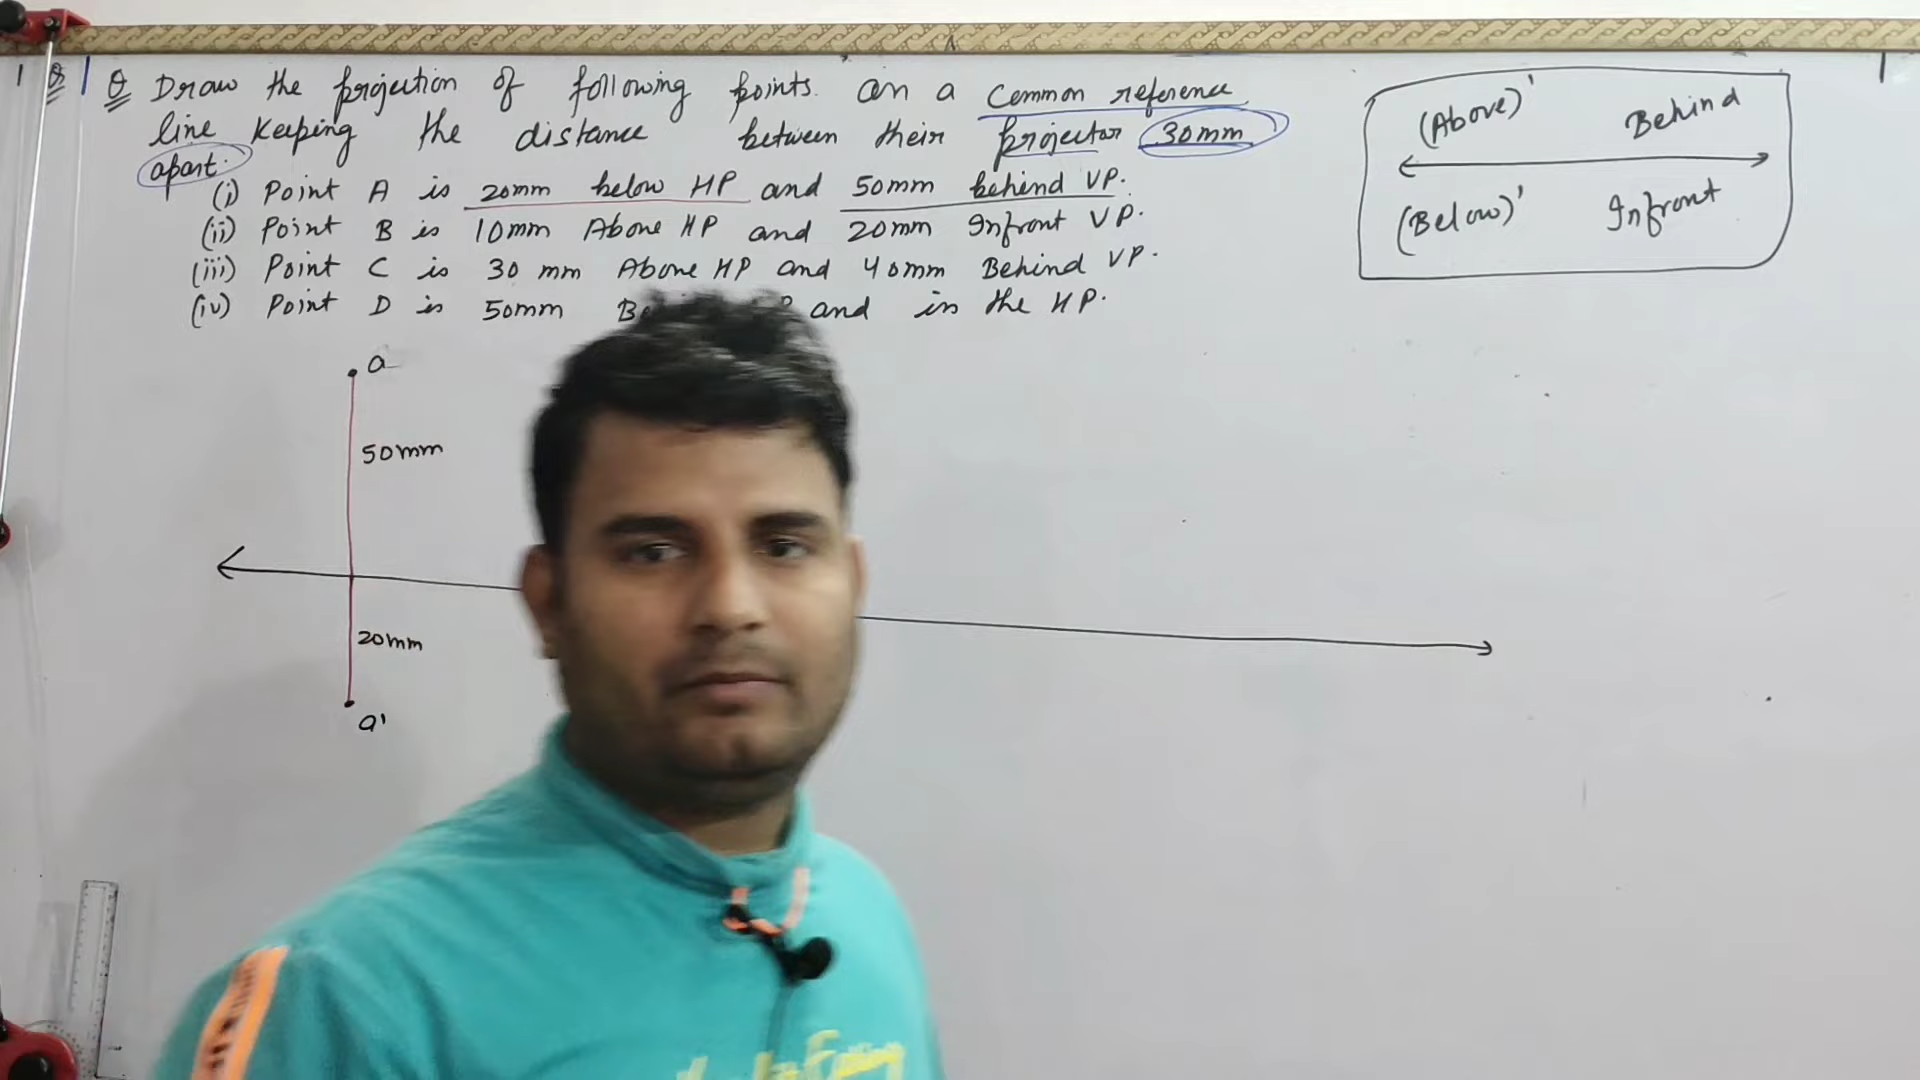 1 Q Q Draw the projection of following points. on a Common reference
line Keeping the distance between their projector 30mm
apart.
(i) Point A is 20mm below HP and 50mm behind VP.
(ii) Point B is 10mm Above HP and 20mm Infront VP.
(iii) Point C is 30 mm Above HP and 40mm Behind VP.
(iv) Point D is 50mm and in the HP.
(Above)' Behind
(Below)' Infront
a
50mm
20mm
a'